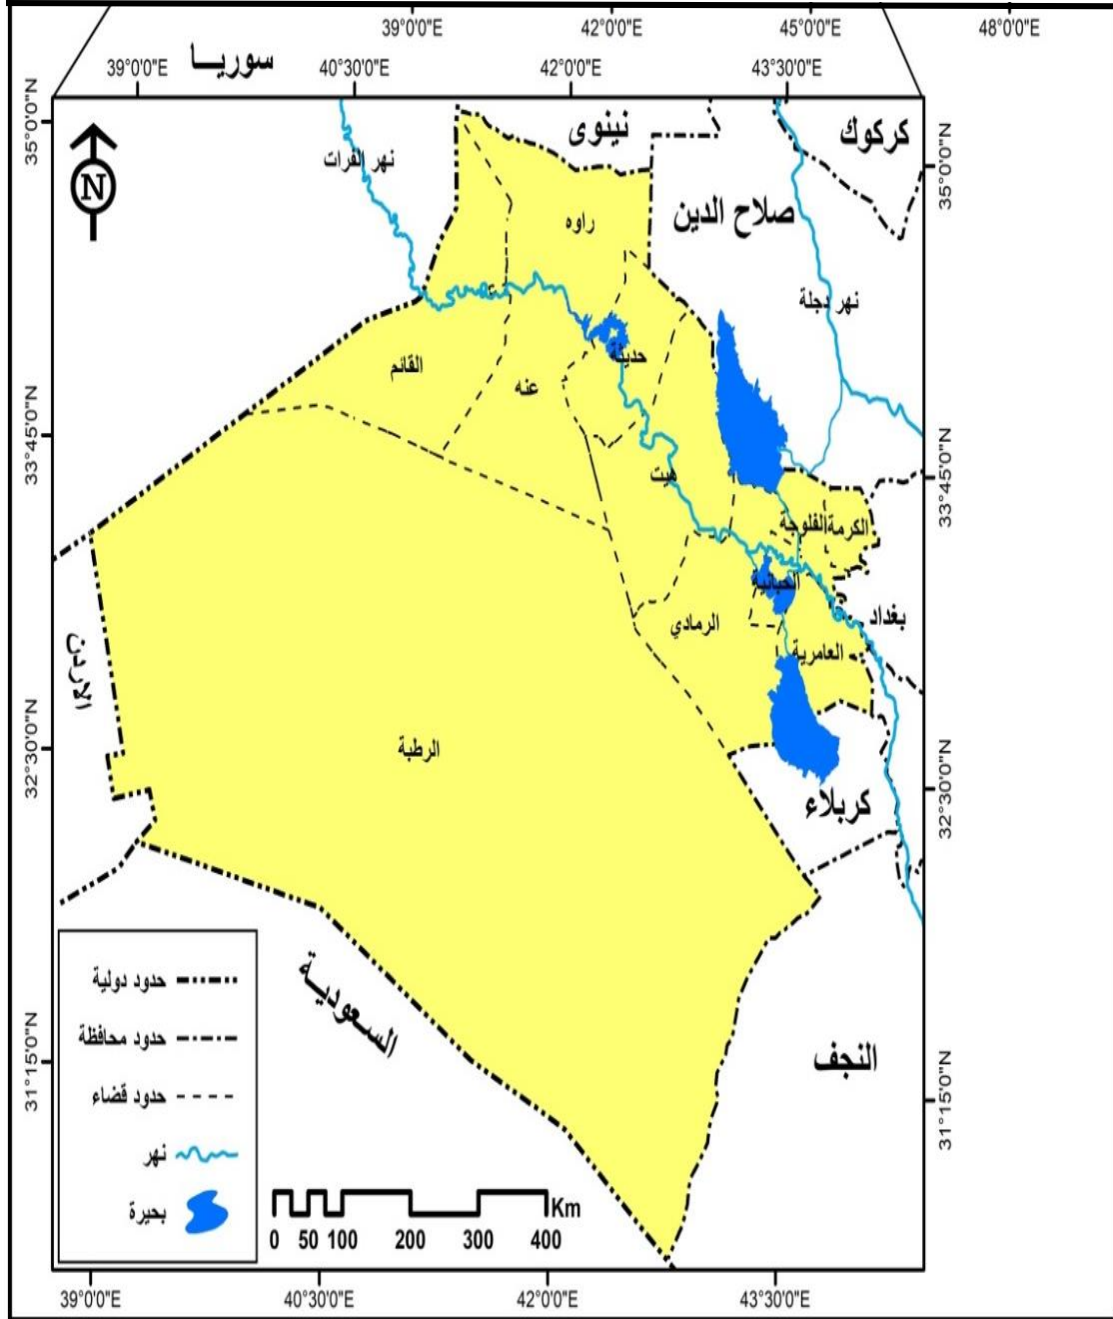 39°0'0"E 42°0'0"E 45°0'0"E 48°0'0"E
39°0'0"E 40°30'0"E 42°0'0"E 43°30'0"E
سوريــا
35°0'0"N
نينوى
كركوك
35°0'0"N
نهر الفرات
صلاح الدين
N
راوه
نهر دجلة
حديثة
القائم
عنه
33°45'0"N
33°45'0"N
هيت
الكرمة
الفلوجة
الحبانية
بغداد
الرمادي
العامرية
الاردن
32°30'0"N
الرطبة
32°30'0"N
كربلاء
السعوديــة
حدود دولية
حدود محافظة
حدود قضاء
نهر
بحيرة
النجف
31°15'0"N
31°15'0"N
Km
0 50 100 200 300 400
39°0'0"E 40°30'0"E 42°0'0"E 43°30'0"E